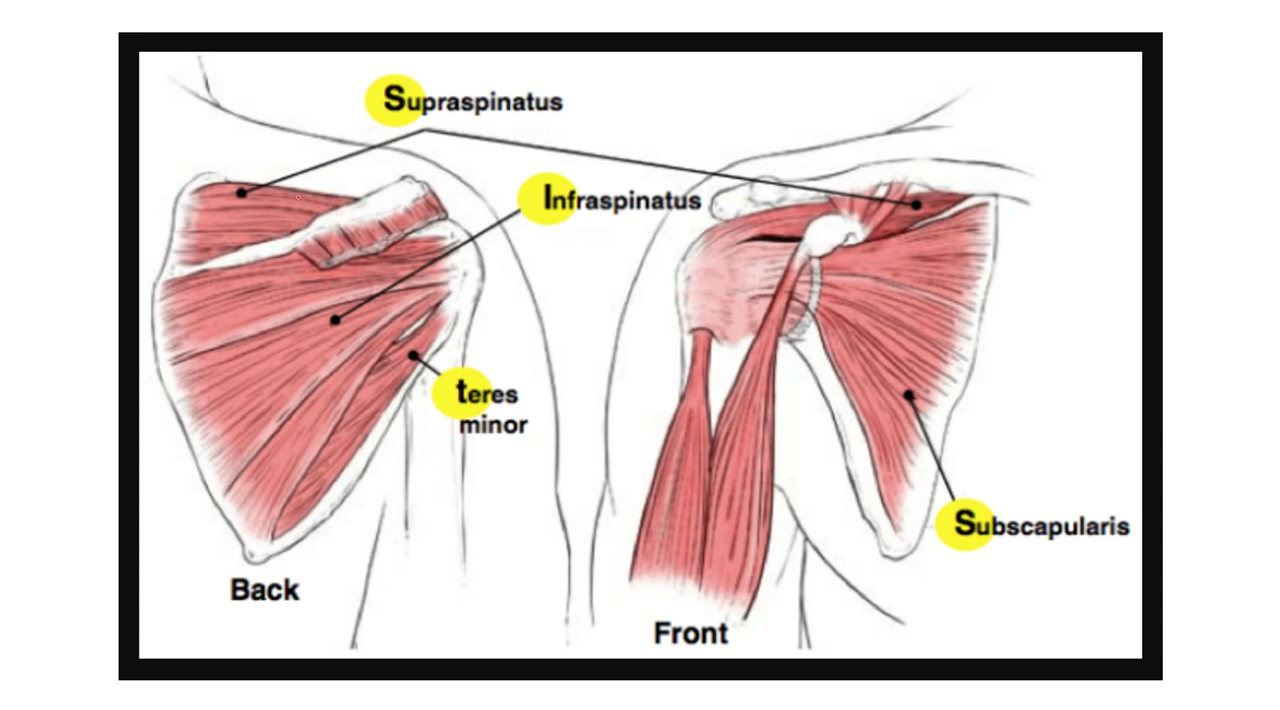 Supraspinatus
Infraspinatus
teres
minor
Subscapularis
Back
Front